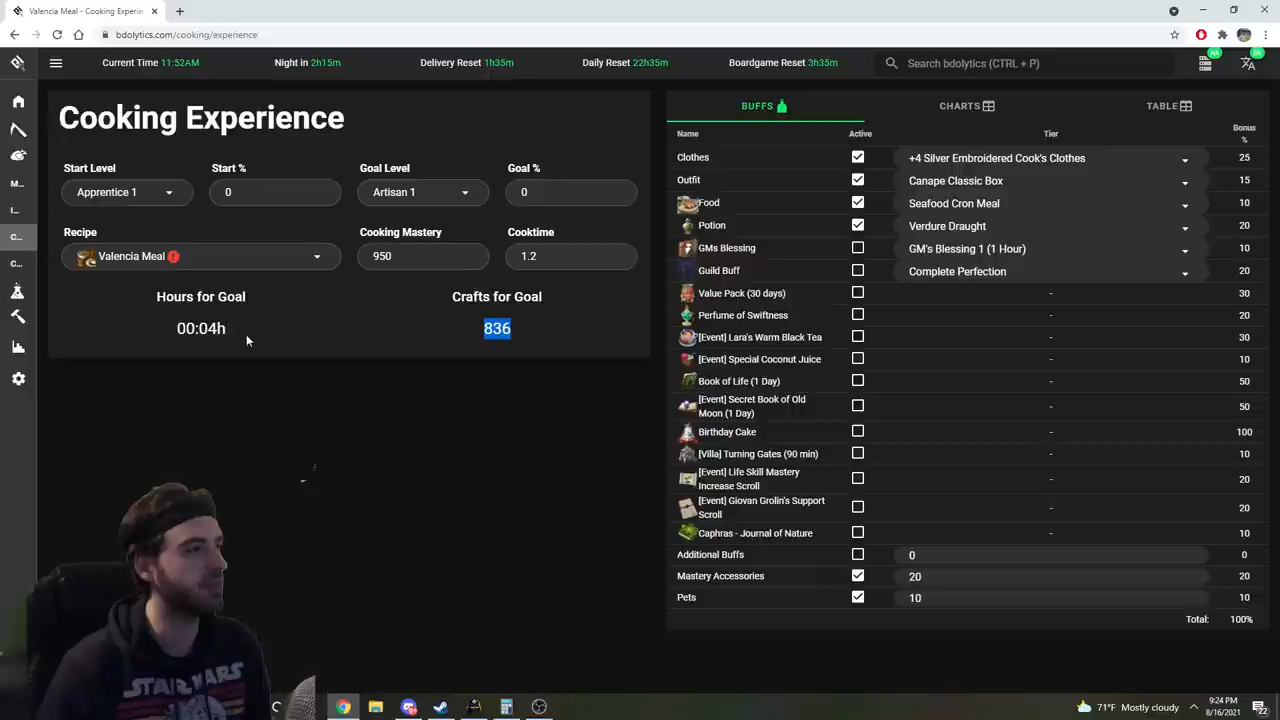 Valencia Meal - Cooking Experience
bdolytics.com/cooking/experience
Current Time 11:52AM
Night in 2h15m
Delivery Reset 1h35m
Daily Reset 22h35m
Boardgame Reset 3h35m
Search bdolytics.com (CTRL + P)
NA
EN
M...
I...
C...
C...
Cooking Experience
Start Level
Start %
Goal Level
Goal %
Apprentice 1
0
Artisan 1
0
Recipe
Cooking Mastery
Cooktime
Valencia Meal
950
1.2
Hours for Goal
Crafts for Goal
00:04h
836
BUFFS
CHARTS
TABLE
Name
Active
Tier
Bonus %
Clothes
+4 Silver Embroidered Cook's Clothes
25
Outfit
Canape Classic Box
15
Food
Seafood Cron Meal
10
Potion
Verdure Draught
20
GMs Blessing
GM's Blessing 1 (1 Hour)
10
Guild Buff
Complete Perfection
20
Value Pack (30 days)
-
30
Perfume of Swiftness
-
20
[Event] Lara's Warm Black Tea
-
30
[Event] Special Coconut Juice
-
10
Book of Life (1 Day)
-
50
[Event] Secret Book of Old Moon (1 Day)
-
50
Birthday Cake
-
100
[Villa] Turning Gates (90 min)
-
10
[Event] Life Skill Mastery Increase Scroll
-
20
[Event] Giovan Grolin's Support Scroll
-
20
Caphras - Journal of Nature
-
10
Additional Buffs
0
0
Mastery Accessories
20
20
Pets
10
10
Total:
100%
STAR WARS
71°F Mostly cloudy
9:24 PM
8/16/2021
22